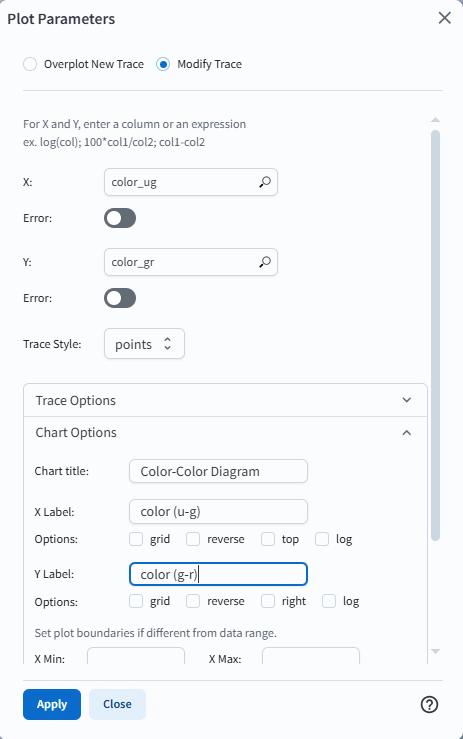 Plot Parameters
Overplot New Trace Modify Trace
For X and Y, enter a column or an expression
ex. log(col); 100*col1/col2; col1-col2
X: color_ug
Error:
Y: color_gr
Error:
Trace Style: points
Trace Options
Chart Options
Chart title: Color-Color Diagram
X Label: color (u-g)
Options: grid reverse top log
Y Label: color (g-r)
Options: grid reverse right log
Set plot boundaries if different from data range.
X Min: X Max:
Apply Close